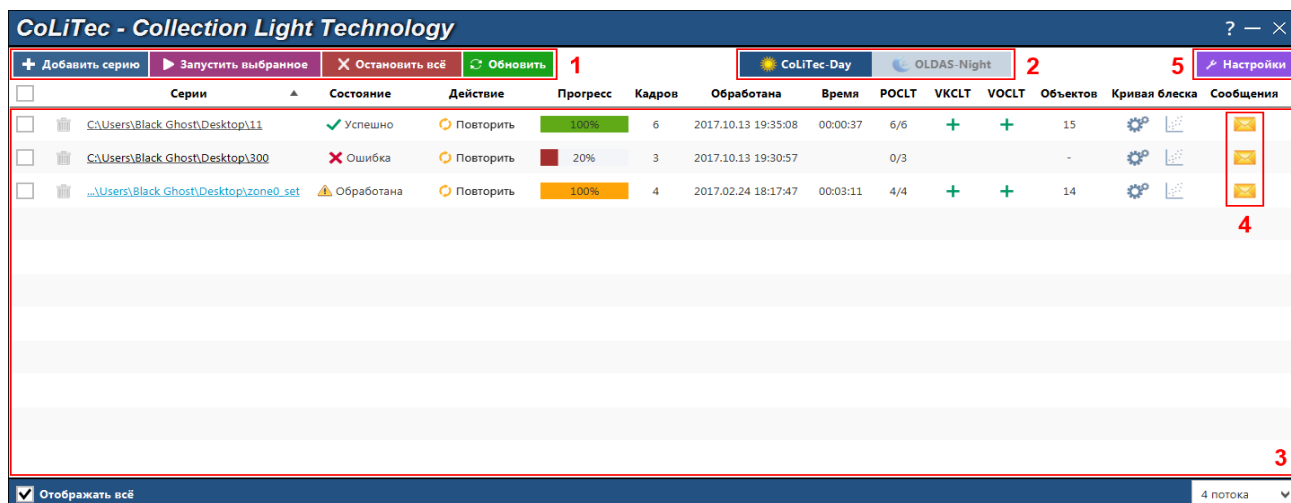 CoLiTec - Collection Light Technology ?
Добавить серию Запустить выбранное Остановить всё Обновить 1 CoLiTec-Day OLDAS-Night 2 5 Настройки
Серии Состояние Действие Прогресс Кадров Обработана Время POCLT VKCLT VOCLT Объектов Кривая блеска Сообщения
C:\Users\Black Ghost\Desktop\11 Успешно Повторить 100% 6 2017.10.13 19:35:08 00:00:37 6/6 + + 15
C:\Users\Black Ghost\Desktop\300 Ошибка Повторить 20% 3 2017.10.13 19:30:57 0/3 -
...\Users\Black Ghost\Desktop\zone0_set Обработана Повторить 100% 4 2017.02.24 18:17:47 00:03:11 4/4 + + 14
4
3
Отображать всё 4 потока